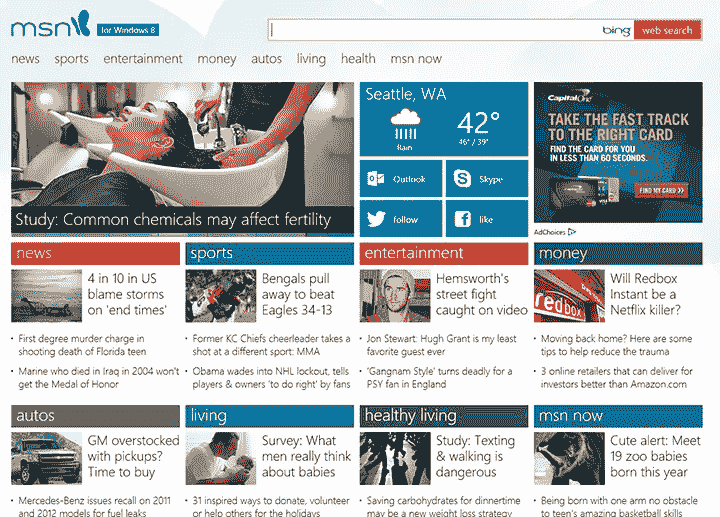 msn for Windows 8
bing web search
news sports entertainment money autos living health msn now
Study: Common chemicals may affect fertility
Seattle, WA
Rain
42°
46° / 39°
Outlook
Skype
follow
like
CapitalOne
TAKE THE FAST TRACK
TO THE RIGHT CARD
FIND THE CARD FOR YOU
IN LESS THAN 60 SECONDS.
FIND MY CARD
AdChoices
news
4 in 10 in US
blame storms
on 'end times'
First degree murder charge in
shooting death of Florida teen
Marine who died in Iraq in 2004 won't
get the Medal of Honor
sports
Bengals pull
away to beat
Eagles 34-13
Former KC Chiefs cheerleader takes a
shot at a different sport: MMA
Obama wades into NHL lockout, tells
players & owners 'to do right' by fans
entertainment
Hemsworth's
street fight
caught on video
Jon Stewart: Hugh Grant is my least
favorite guest ever
'Gangnam Style' turns deadly for a
PSY fan in England
money
redbox
Will Redbox
Instant be a
Netflix killer?
Moving back home? Here are some
tips to help reduce the trauma
3 online retailers that can deliver for
investors better than Amazon.com
autos
GM overstocked
with pickups?
Time to buy
Mercedes-Benz issues recall on 2011
and 2012 models for fuel leaks
living
Survey: What
men really think
about babies
31 inspired ways to donate, volunteer
or help others for the holidays
healthy living
Study: Texting
& walking is
dangerous
Saving carbohydrates for dinnertime
may be a new weight loss strategy
msn now
Cute alert: Meet
19 zoo babies
born this year
Being born with one arm no obstacle
to teen's amazing basketball skills